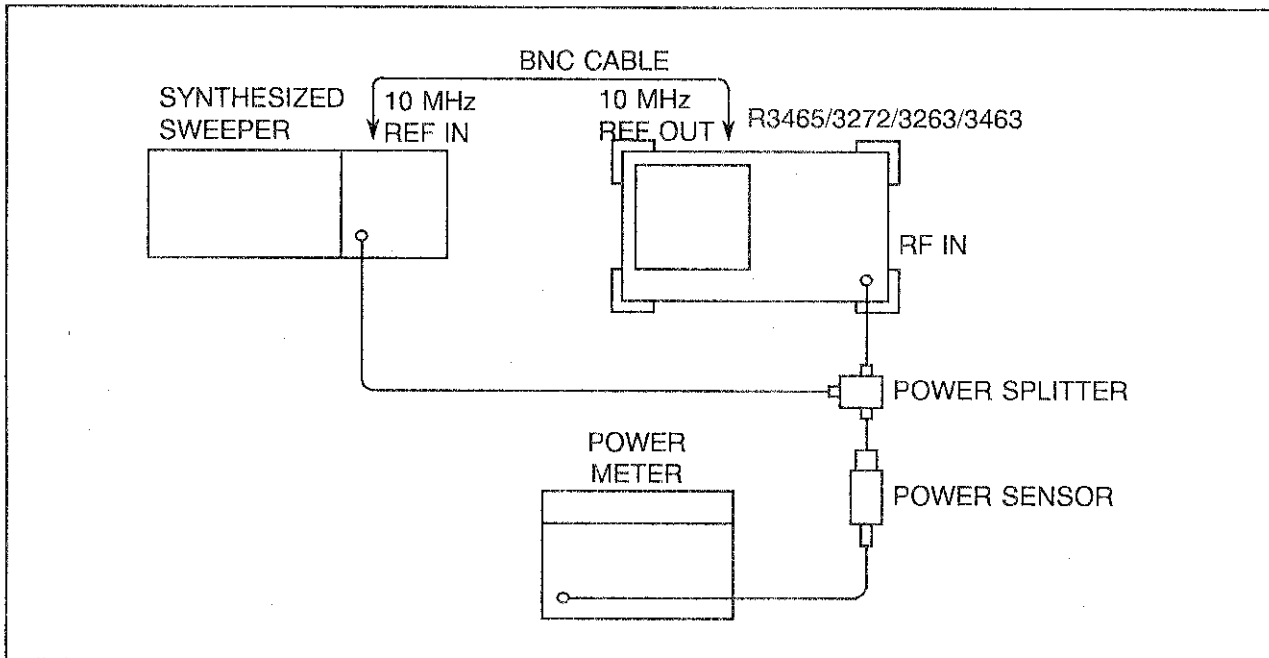 BNC CABLE
SYNTHESIZED
SWEEPER
10 MHz
REF IN
10 MHz
REF OUT
R3465/3272/3263/3463
RF IN
POWER SPLITTER
POWER
METER
POWER SENSOR